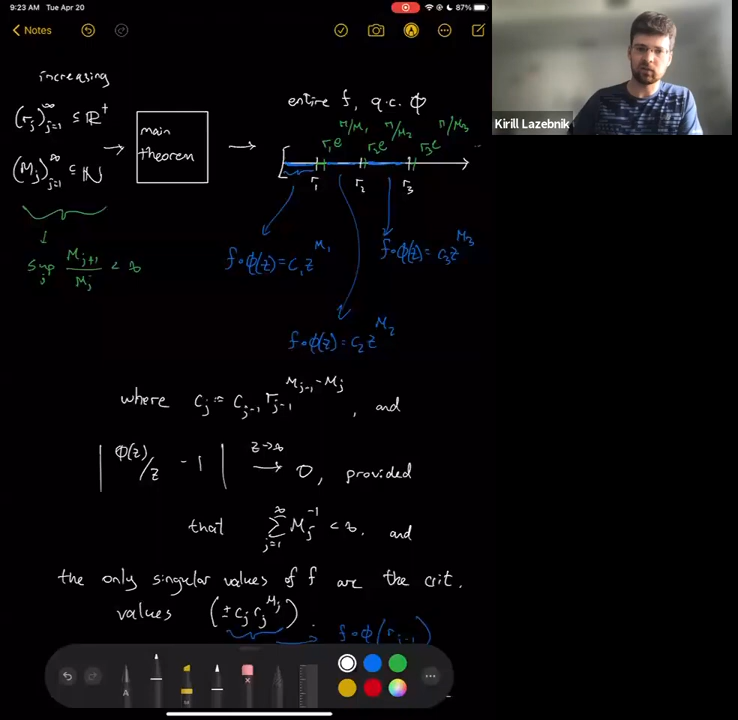 9:23 AM Tue Apr 20
87%
Notes
Kirill Lazebnik
increasing
(r_j)_{j=1}^∞ ⊆ ℝ^+
(M_j)_{j=1}^∞ ⊆ ℕ
main
theorem
entire f, q.c. ϕ
r_1 e^{π/M_1} r_2 e^{π/M_2} r_3 e^{π/M_3}
r_1 r_2 r_3
sup_j M_{j+1}/M_j < ∞
f∘ϕ(z) = c_1 z^{M_1}
f∘ϕ(z) = c_3 z^{M_3}
f∘ϕ(z) = c_2 z^{M_2}
where c_j := c_{j-1} r_{j-1}^{M_{j-1} - M_j}, and
| ϕ(z)/z - 1 | →^{z→∞} 0, provided
that ∑_{j=1}^∞ M_j^{-1} < ∞, and
the only singular values of f are the crit.
values (± c_j r_j^{M_j}).
f∘ϕ(r_{j-1})
A